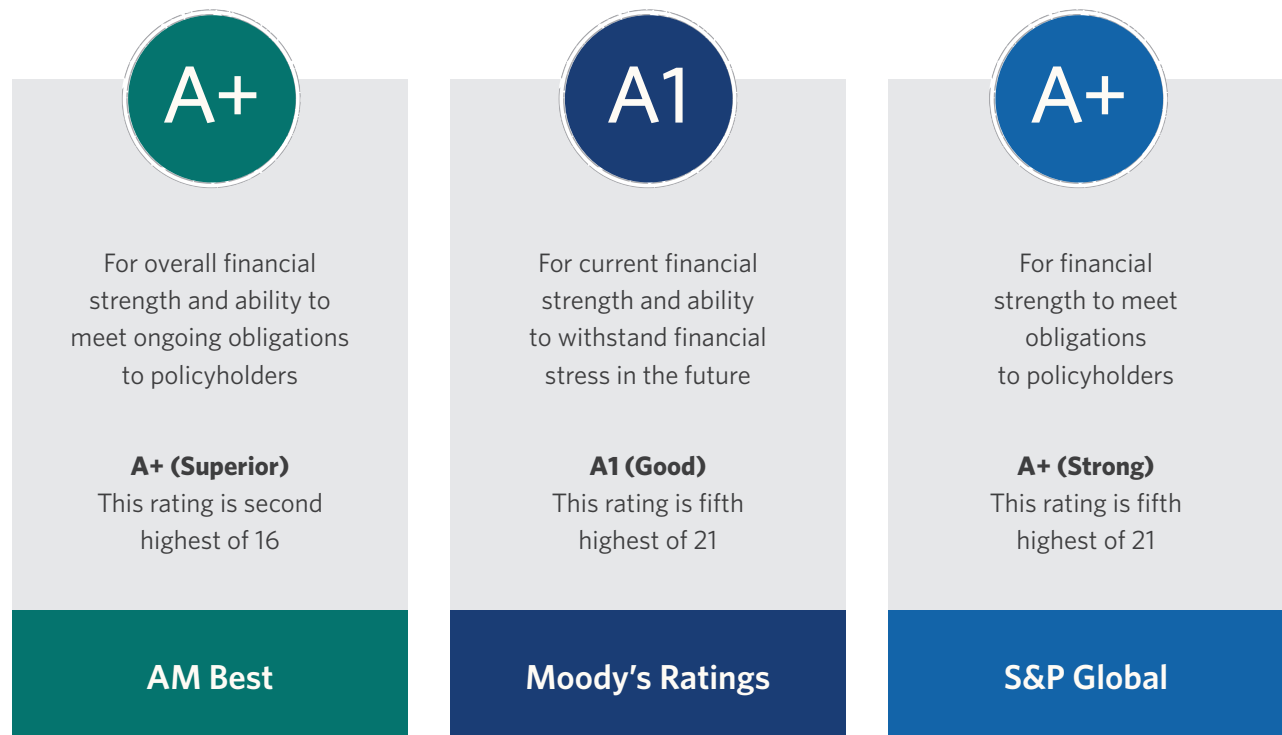 A+
For overall financial
strength and ability to
meet ongoing obligations
to policyholders
A+ (Superior)
This rating is second
highest of 16
AM Best
A1
For current financial
strength and ability
to withstand financial
stress in the future
A1 (Good)
This rating is fifth
highest of 21
Moody’s Ratings
A+
For financial
strength to meet
obligations
to policyholders
A+ (Strong)
This rating is fifth
highest of 21
S&P Global